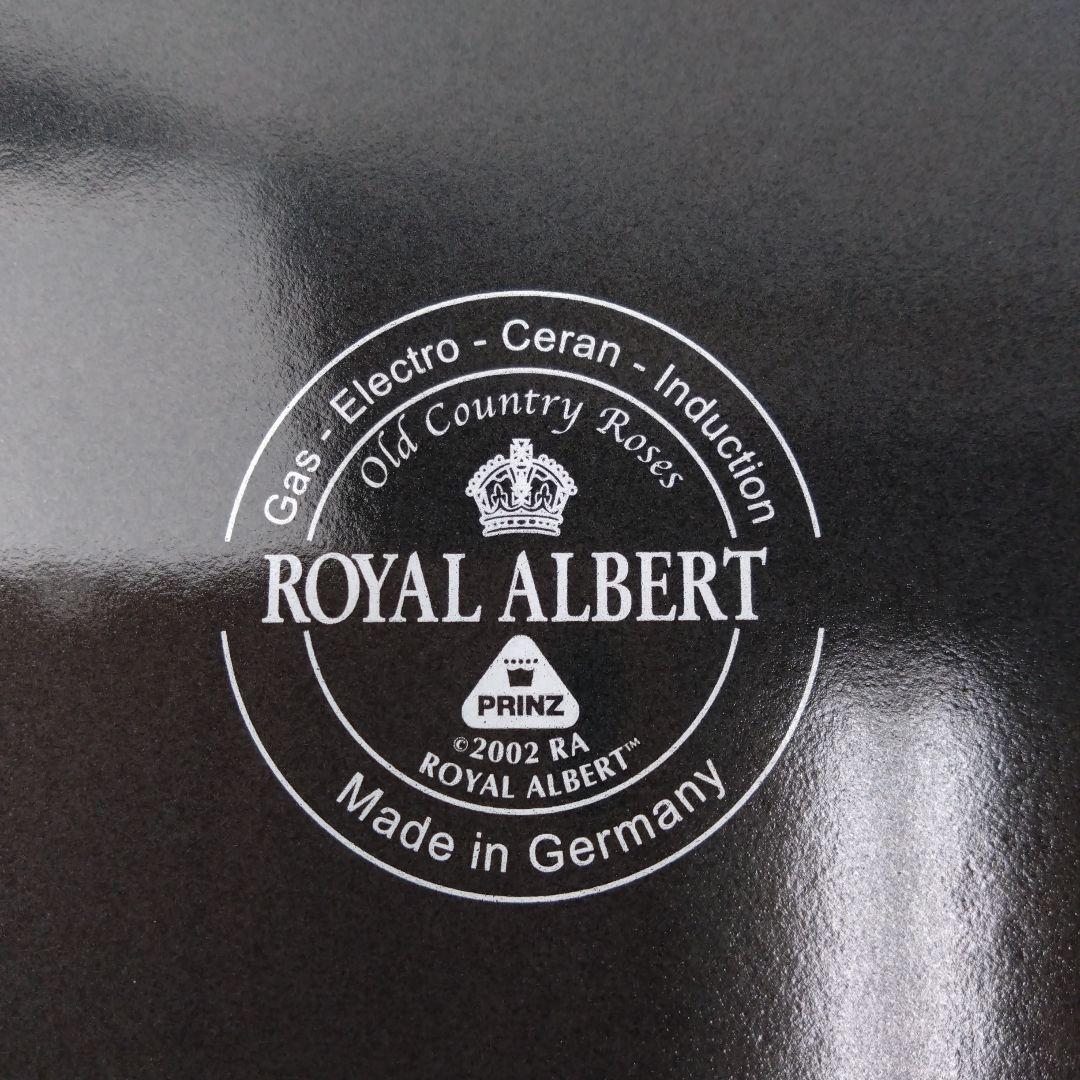 Gas - Electro - Ceran - Induction
Old Country Roses
ROYAL ALBERT
PRINZ
©2002 RA
ROYAL ALBERT™
Made in Germany